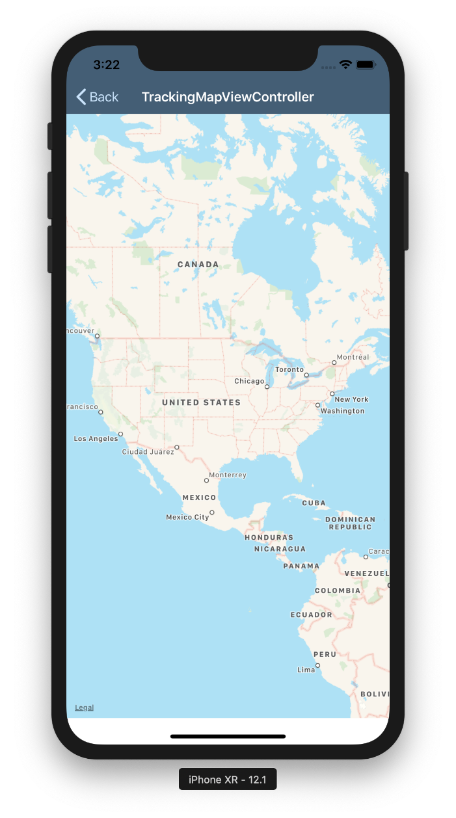 3:22
Back
TrackingMapViewController
CANADA
ncouver
Montréal
Toronto
Chicago
New York
UNITED STATES
rancisco
Washington
Los Angeles
Ciudad Juárez
Monterrey
MEXICO
CUBA
Mexico City
DOMINICAN
REPUBLIC
HONDURAS
NICARAGUA
Carac
PANAMA
VENEZUEL
COLOMBIA
ECUADOR
PERU
Lima
BOLIVI
Legal
iPhone XR - 12.1